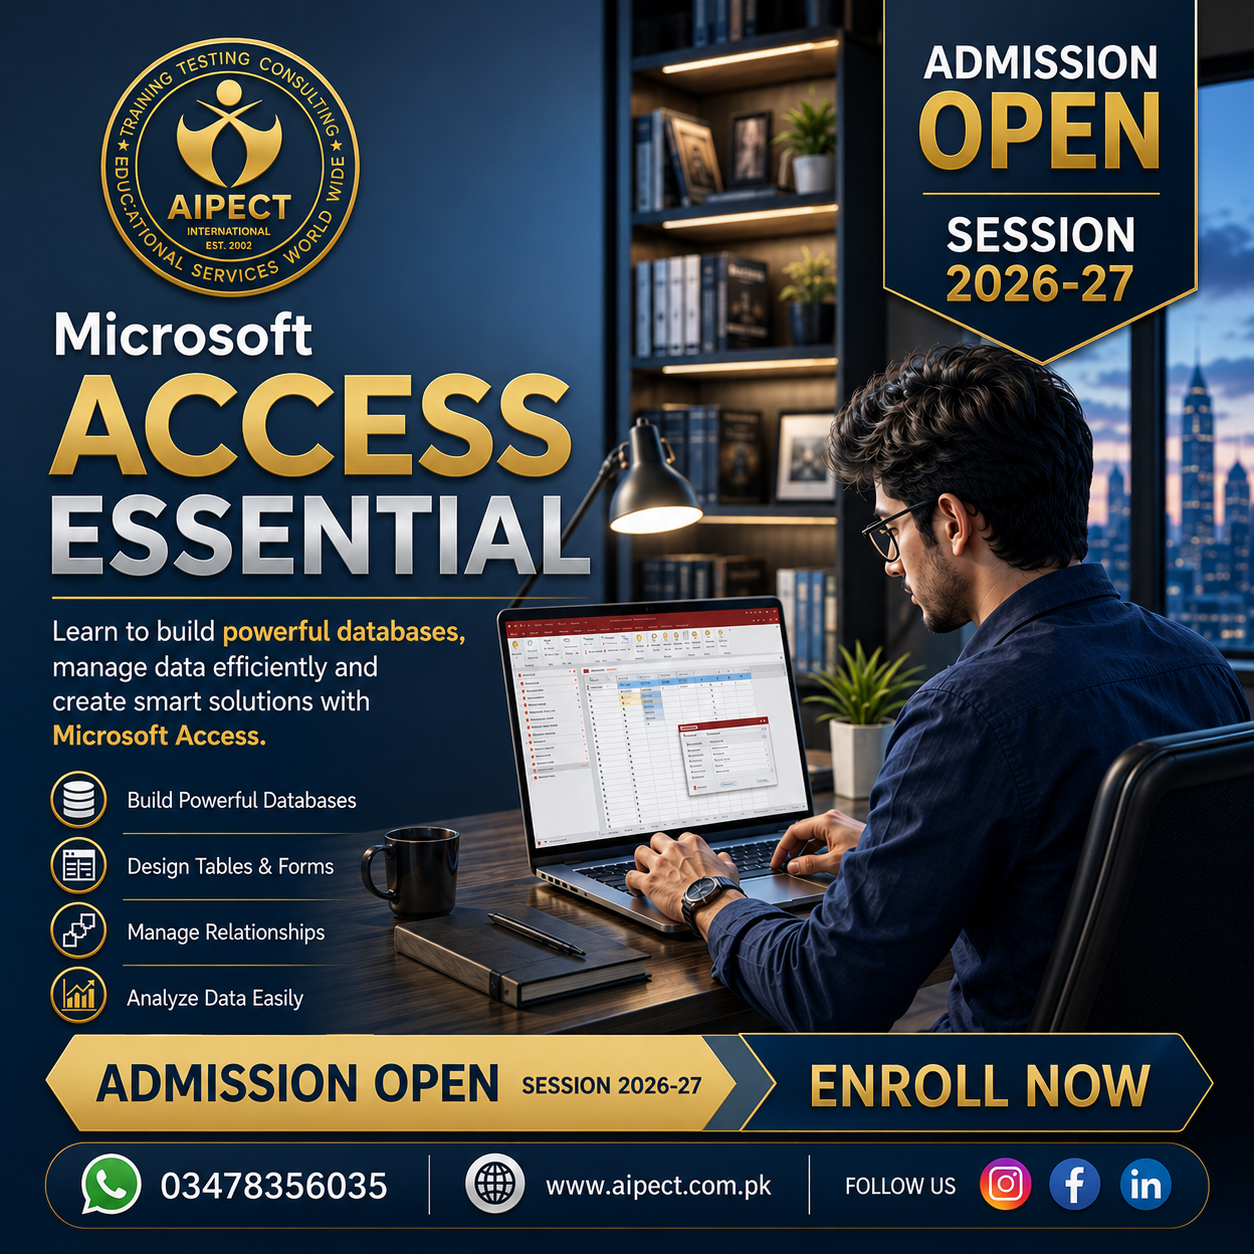 TRAINING TESTING CONSULTING
EDUCATIONAL SERVICES WORLD WIDE
AIPECT
INTERNATIONAL
EST. 2002
ADMISSION
OPEN
SESSION
2026-27
Microsoft
ACCESS
ESSENTIAL
Learn to build powerful databases,
manage data efficiently and
create smart solutions with
Microsoft Access.
Build Powerful Databases
Design Tables & Forms
Manage Relationships
Analyze Data Easily
ADMISSION OPEN SESSION 2026-27
ENROLL NOW
03478356035
www.aipect.com.pk
FOLLOW US